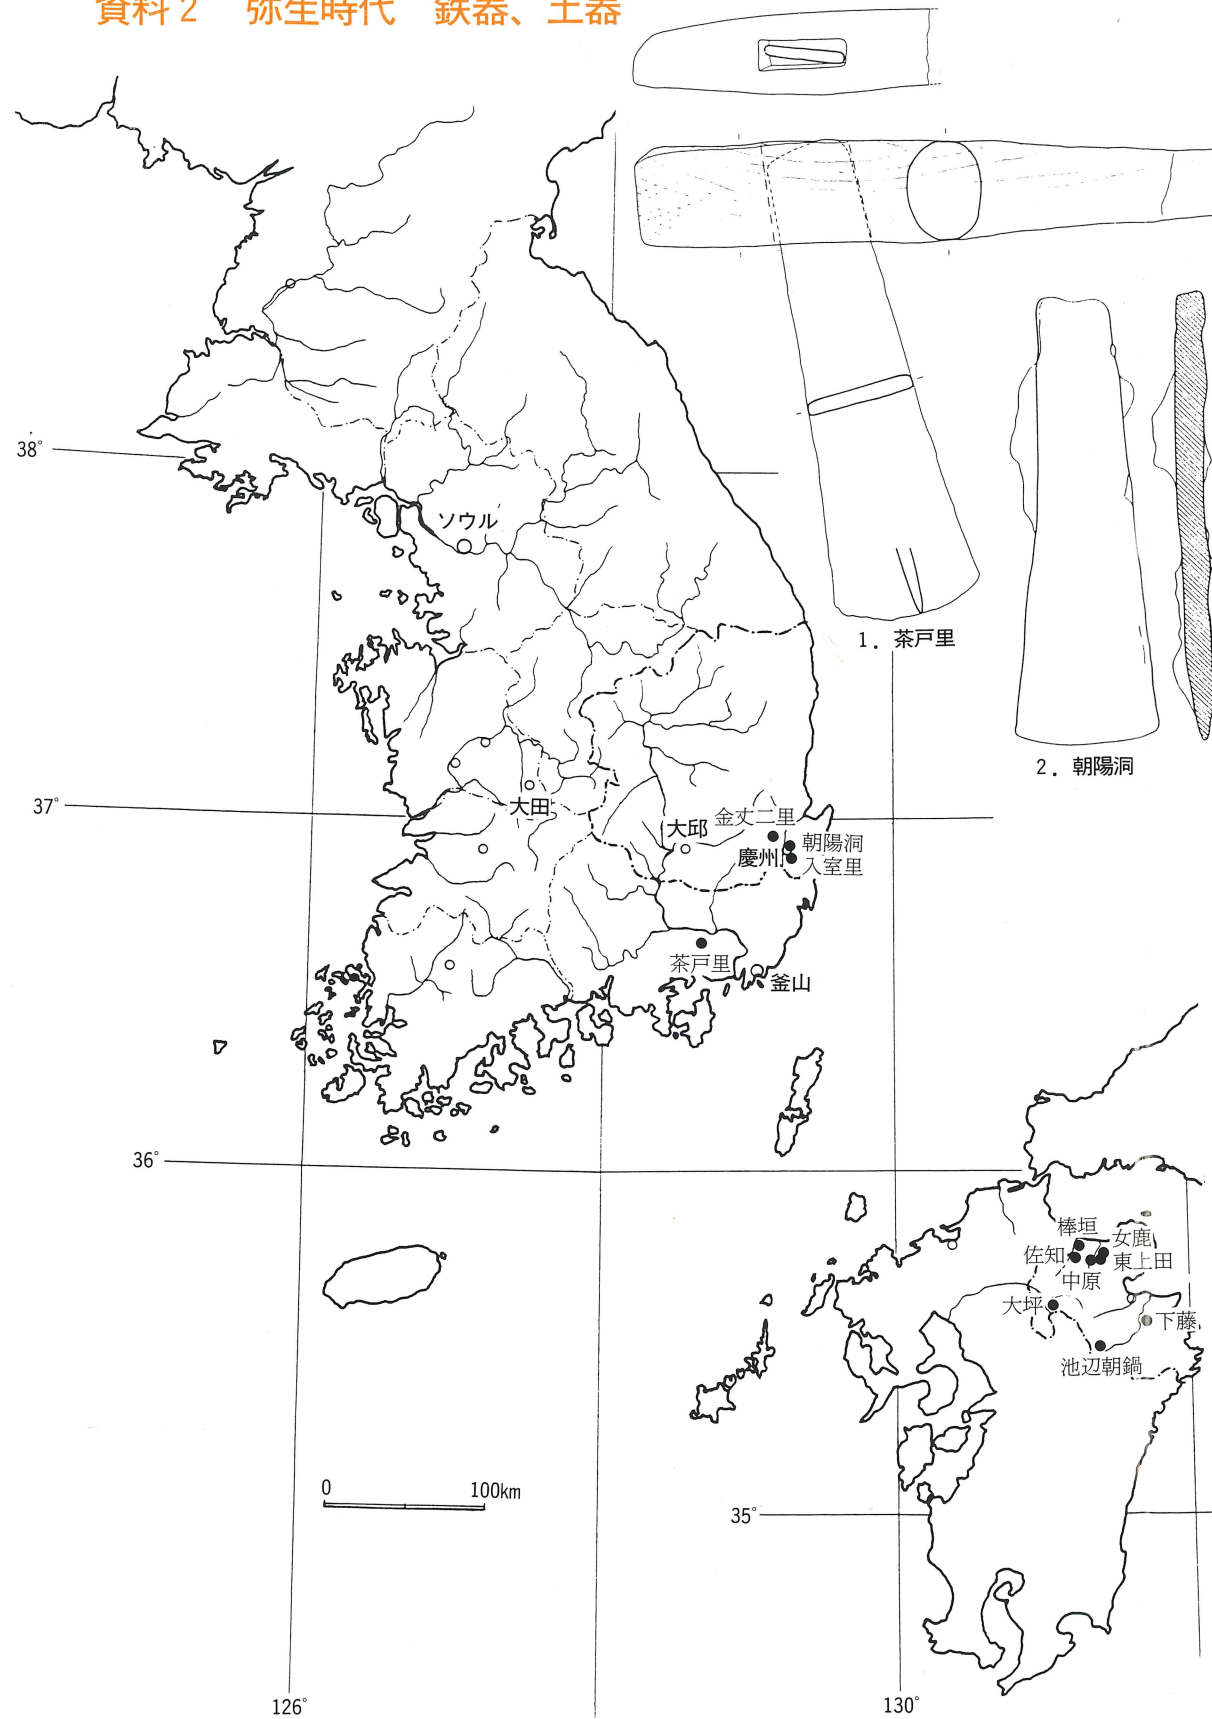 資料2 弥生時代 鉄器、土器
38°
ソウル
1. 茶戸里
2. 朝陽洞
37°
大田
大邱
金丈二里
慶州
朝陽洞
入室里
茶戸里
釜山
36°
棒垣
女鹿
佐知
東上田
中原
大坪
下藤
池辺朝鍋
0
100km
35°
126°
130°